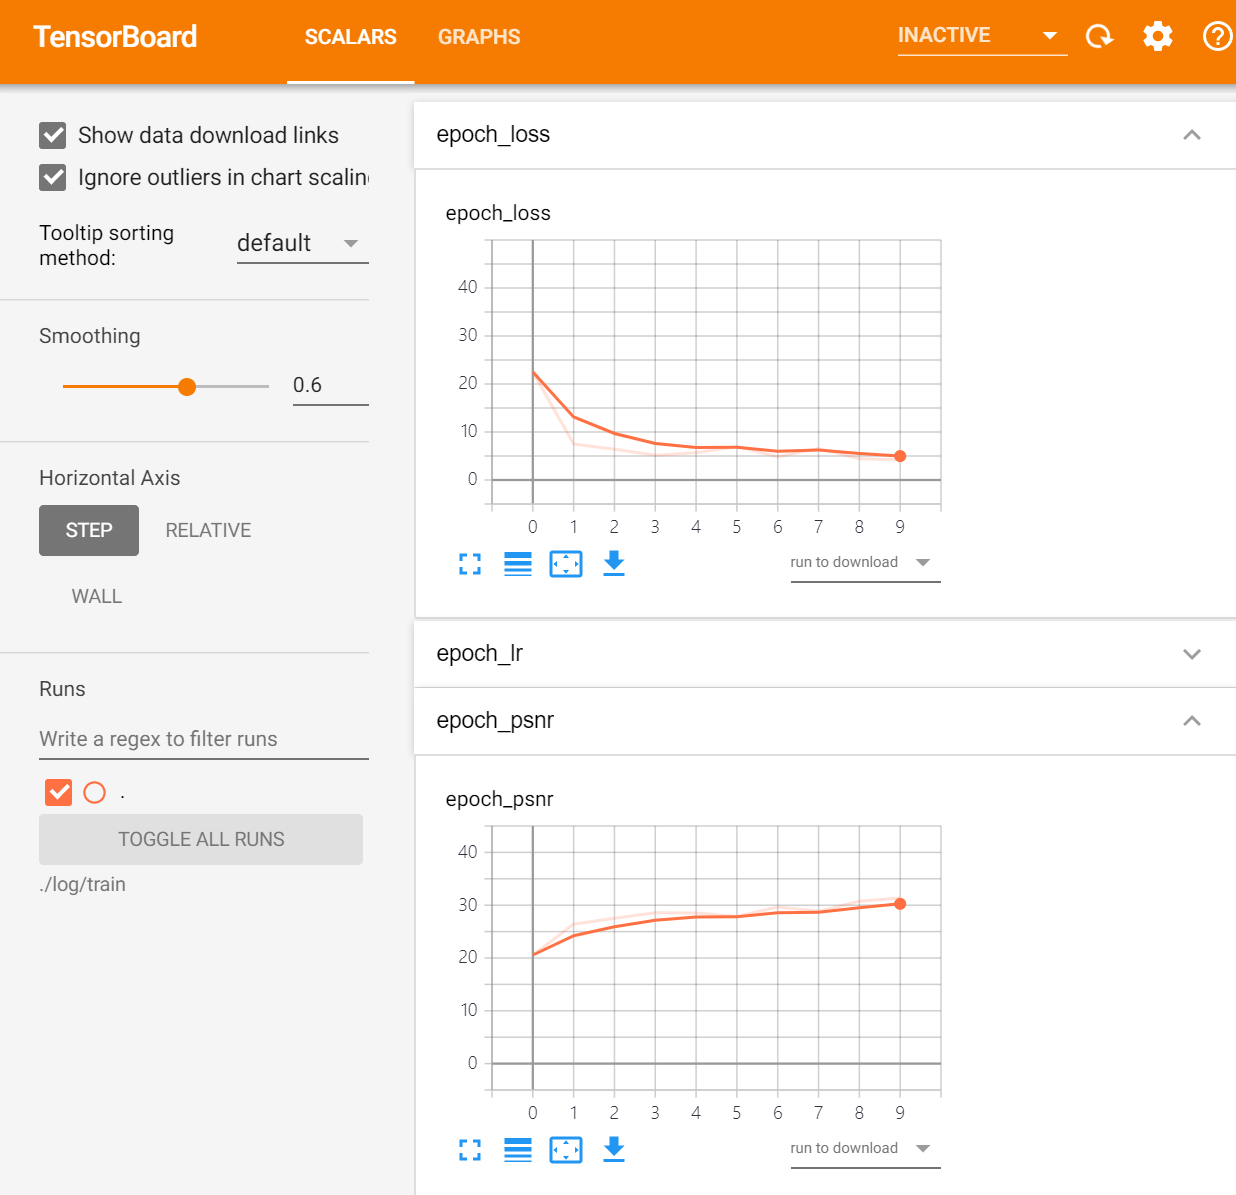 TensorBoard
SCALARS
GRAPHS
INACTIVE
Show data download links
Ignore outliers in chart scalin
Tooltip sorting
method:
default
Smoothing
0.6
Horizontal Axis
STEP
RELATIVE
WALL
Runs
Write a regex to filter runs
.
TOGGLE ALL RUNS
./log/train
epoch_loss
epoch_loss
40
30
20
10
0
0 1 2 3 4 5 6 7 8 9
run to download
epoch_lr
epoch_psnr
epoch_psnr
40
30
20
10
0
0 1 2 3 4 5 6 7 8 9
run to download